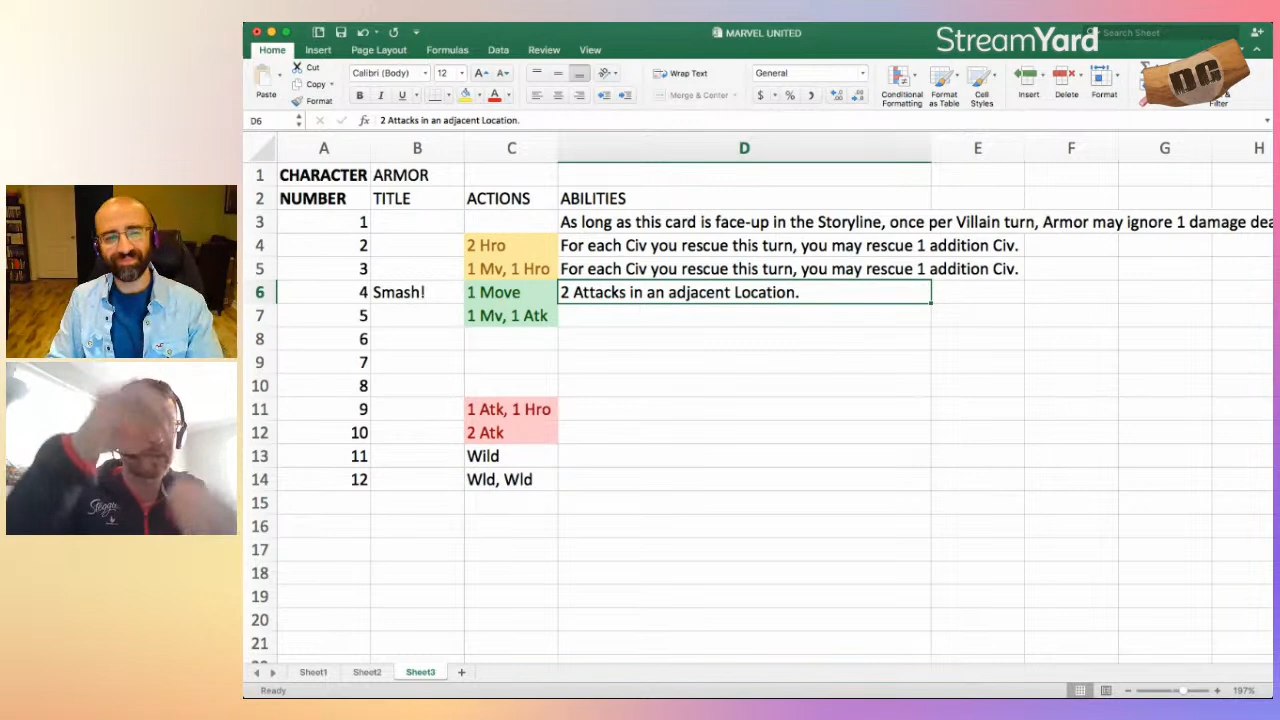 MARVEL UNITED
Search Sheet
StreamYard
DG
Home Insert Page Layout Formulas Data Review View
Cut
Calibri (Body) 12 A A
Wrap Text
General
Copy
Paste
Format
B I U
Merge & Center
$ % )
Conditional Formatting
Format as Table
Cell Styles
Insert
Delete
Format
Filter
D6
fx 2 Attacks in an adjacent Location.
A B C D E F G H
1 CHARACTER ARMOR
2 NUMBER TITLE ACTIONS ABILITIES
3 1 As long as this card is face-up in the Storyline, once per Villain turn, Armor may ignore 1 damage dea
4 2 2 Hro For each Civ you rescue this turn, you may rescue 1 addition Civ.
5 3 1 Mv, 1 Hro For each Civ you rescue this turn, you may rescue 1 addition Civ.
6 4 Smash! 1 Move 2 Attacks in an adjacent Location.
7 5 1 Mv, 1 Atk
8 6
9 7
10 8
11 9 1 Atk, 1 Hro
12 10 2 Atk
13 11 Wild
14 12 Wld, Wld
15
16
17
18
19
20
21
Sheet1 Sheet2 Sheet3 +
Ready
197%